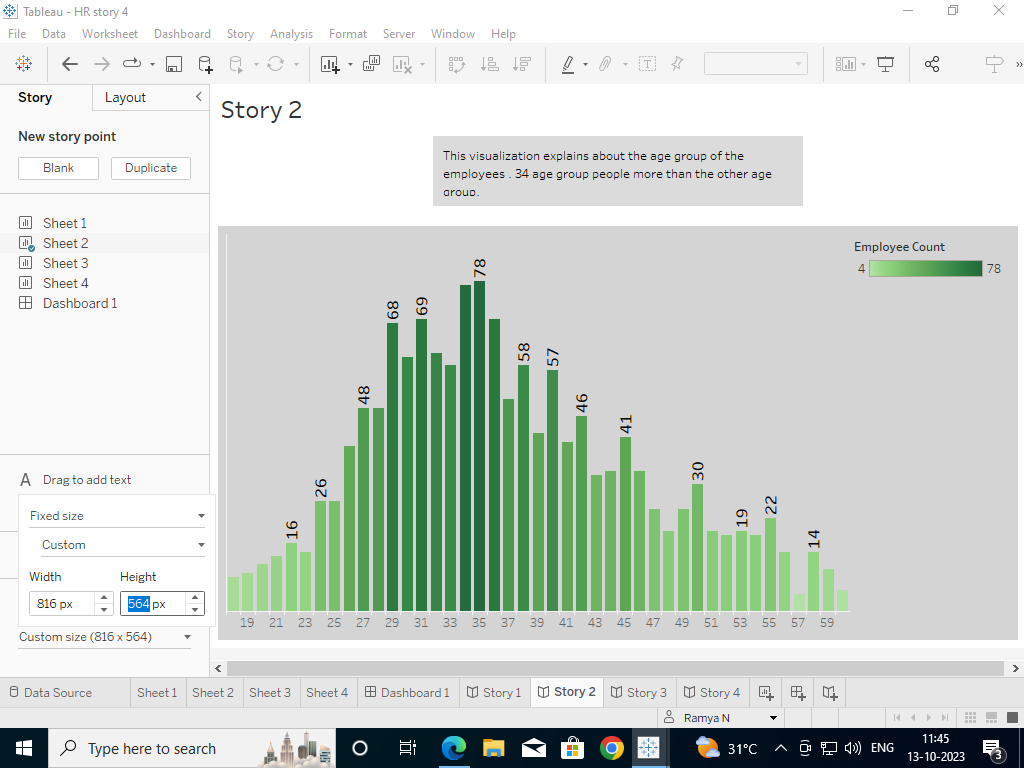 Tableau - HR story 4
File Data Worksheet Dashboard Story Analysis Format Server Window Help
Story Layout
New story point
Blank Duplicate
Sheet 1
Sheet 2
Sheet 3
Sheet 4
Dashboard 1
A Drag to add text
Fixed size
Custom
Width Height
816 px 564 px
Custom size (816 x 564)
Story 2
This visualization explains about the age group of the
employees . 34 age group people more than the other age
group.
Employee Count
4 78
16 26 48 68 69 78 58 57 46 41 30 19 22 14
19 21 23 25 27 29 31 33 35 37 39 41 43 45 47 49 51 53 55 57 59
Data Source Sheet 1 Sheet 2 Sheet 3 Sheet 4 Dashboard 1 Story 1 Story 2 Story 3 Story 4
Ramya N
Type here to search
31°C ENG
11:45
13-10-2023
3